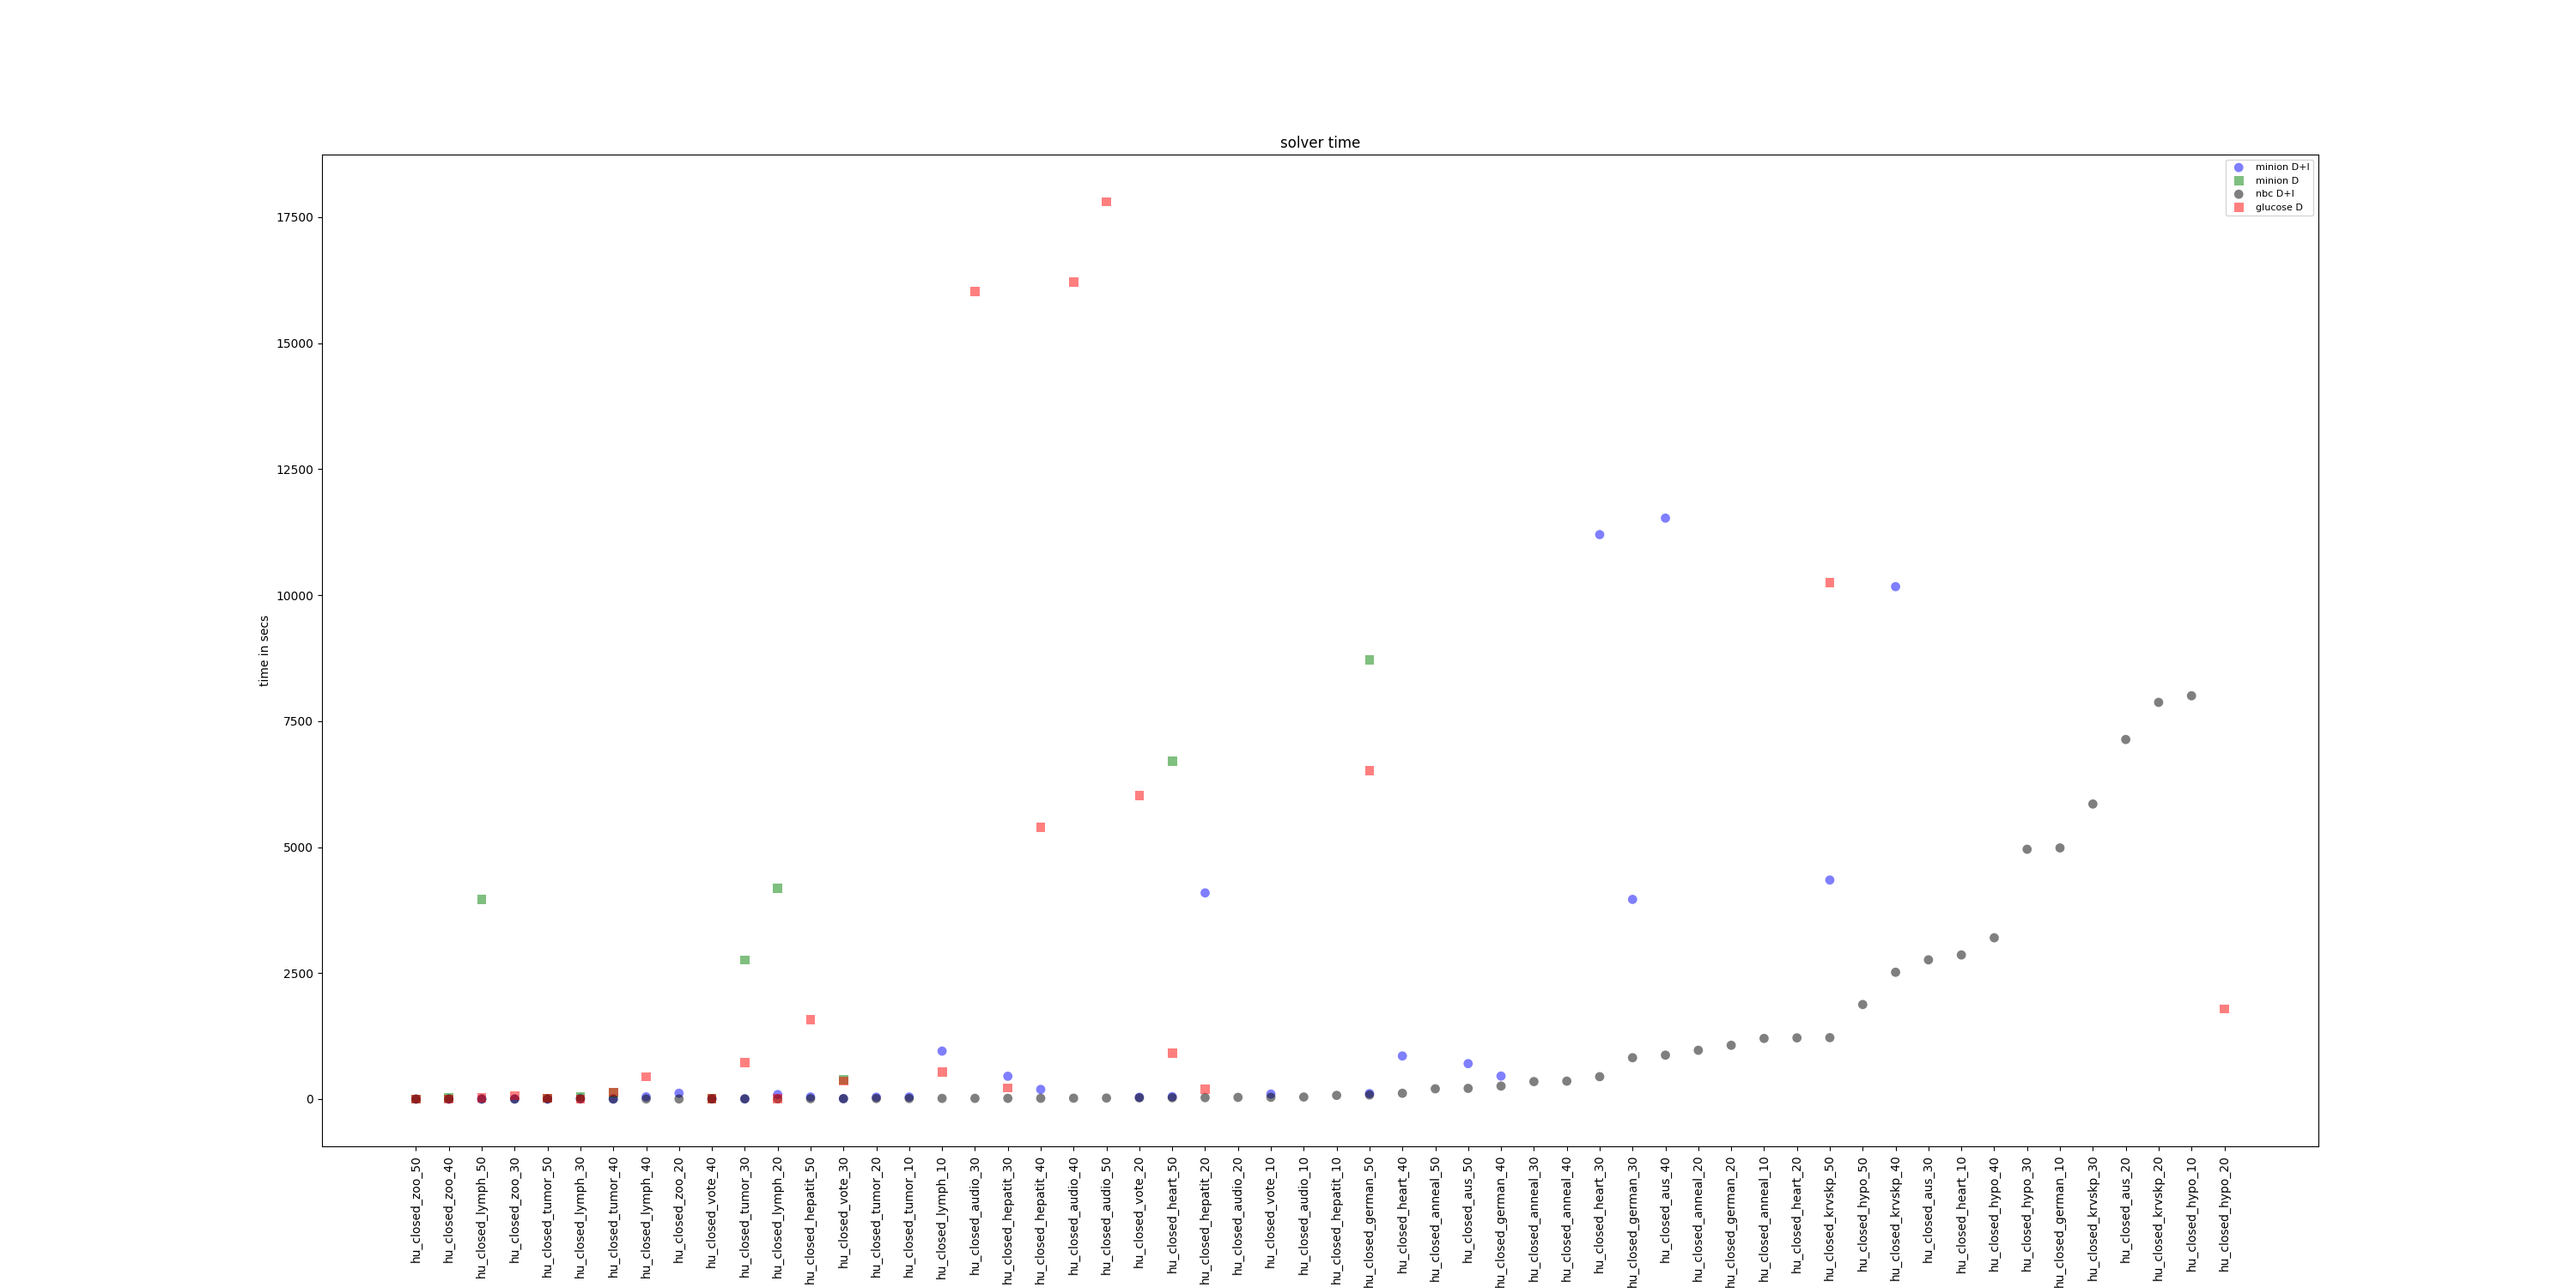 solver time
minion D+I
minion D
nbc D+I
glucose D
17500
15000
12500
10000
7500
5000
2500
0
time in secs
hu_closed_zoo_50
hu_closed_zoo_40
hu_closed_lymph_50
hu_closed_zoo_30
hu_closed_tumor_50
hu_closed_lymph_30
hu_closed_tumor_40
hu_closed_lymph_40
hu_closed_zoo_20
hu_closed_vote_40
hu_closed_tumor_30
hu_closed_lymph_20
hu_closed_hepatit_50
hu_closed_vote_30
hu_closed_tumor_20
hu_closed_tumor_10
hu_closed_lymph_10
hu_closed_audio_30
hu_closed_hepatit_30
hu_closed_hepatit_40
hu_closed_audio_40
hu_closed_audio_50
hu_closed_vote_20
hu_closed_heart_50
hu_closed_hepatit_20
hu_closed_audio_20
hu_closed_vote_10
hu_closed_audio_10
hu_closed_hepatit_10
hu_closed_german_50
hu_closed_heart_40
hu_closed_anneal_50
hu_closed_aus_50
hu_closed_german_40
hu_closed_anneal_30
hu_closed_anneal_40
hu_closed_heart_30
hu_closed_german_30
hu_closed_aus_40
hu_closed_anneal_20
hu_closed_german_20
hu_closed_anneal_10
hu_closed_heart_20
hu_closed_krvskp_50
hu_closed_hypo_50
hu_closed_krvskp_40
hu_closed_aus_30
hu_closed_heart_10
hu_closed_hypo_40
hu_closed_hypo_30
hu_closed_german_10
hu_closed_krvskp_30
hu_closed_aus_20
hu_closed_krvskp_20
hu_closed_hypo_10
hu_closed_hypo_20